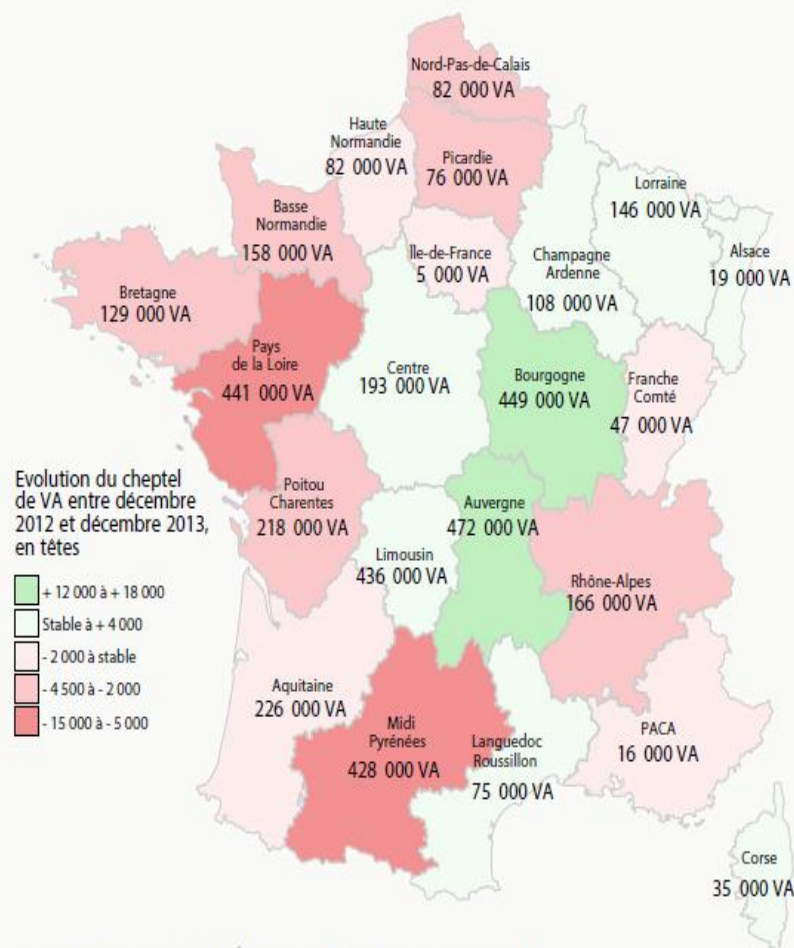 Nord-Pas-de-Calais
82 000 VA
Haute
Normandie
82 000 VA
Picardie
76 000 VA
Lorraine
146 000 VA
Basse
Normandie
158 000 VA
Ile-de-France
5 000 VA
Champagne
Ardenne
108 000 VA
Alsace
19 000 VA
Bretagne
129 000 VA
Pays
de la Loire
441 000 VA
Centre
193 000 VA
Bourgogne
449 000 VA
Franche
Comté
47 000 VA
Poitou
Charentes
218 000 VA
Auvergne
472 000 VA
Limousin
436 000 VA
Rhône-Alpes
166 000 VA
Aquitaine
226 000 VA
Midi
Pyrénées
428 000 VA
Languedoc
Roussillon
75 000 VA
PACA
16 000 VA
Corse
35 000 VA
Evolution du cheptel
de VA entre décembre
2012 et décembre 2013,
en têtes
+ 12 000 à + 18 000
Stable à + 4 000
- 2 000 à stable
- 4 500 à - 2 000
- 15 000 à - 5 000